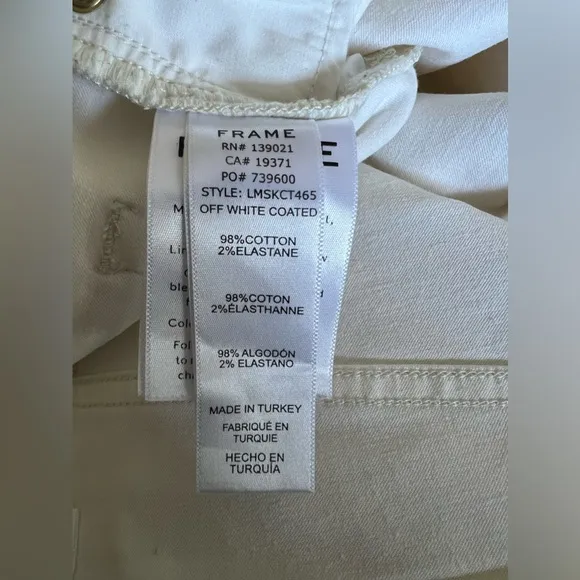 FRAME
RN# 139021
CA# 19371
PO# 739600
STYLE: LMSKCT465
OFF WHITE COATED
98%COTTON
2%ELASTANE
98%COTON
2%ÉLASTHANNE
98% ALGODÓN
2% ELASTANO
MADE IN TURKEY
FABRIQUÉ EN
TURQUIE
HECHO EN
TURQUÍA